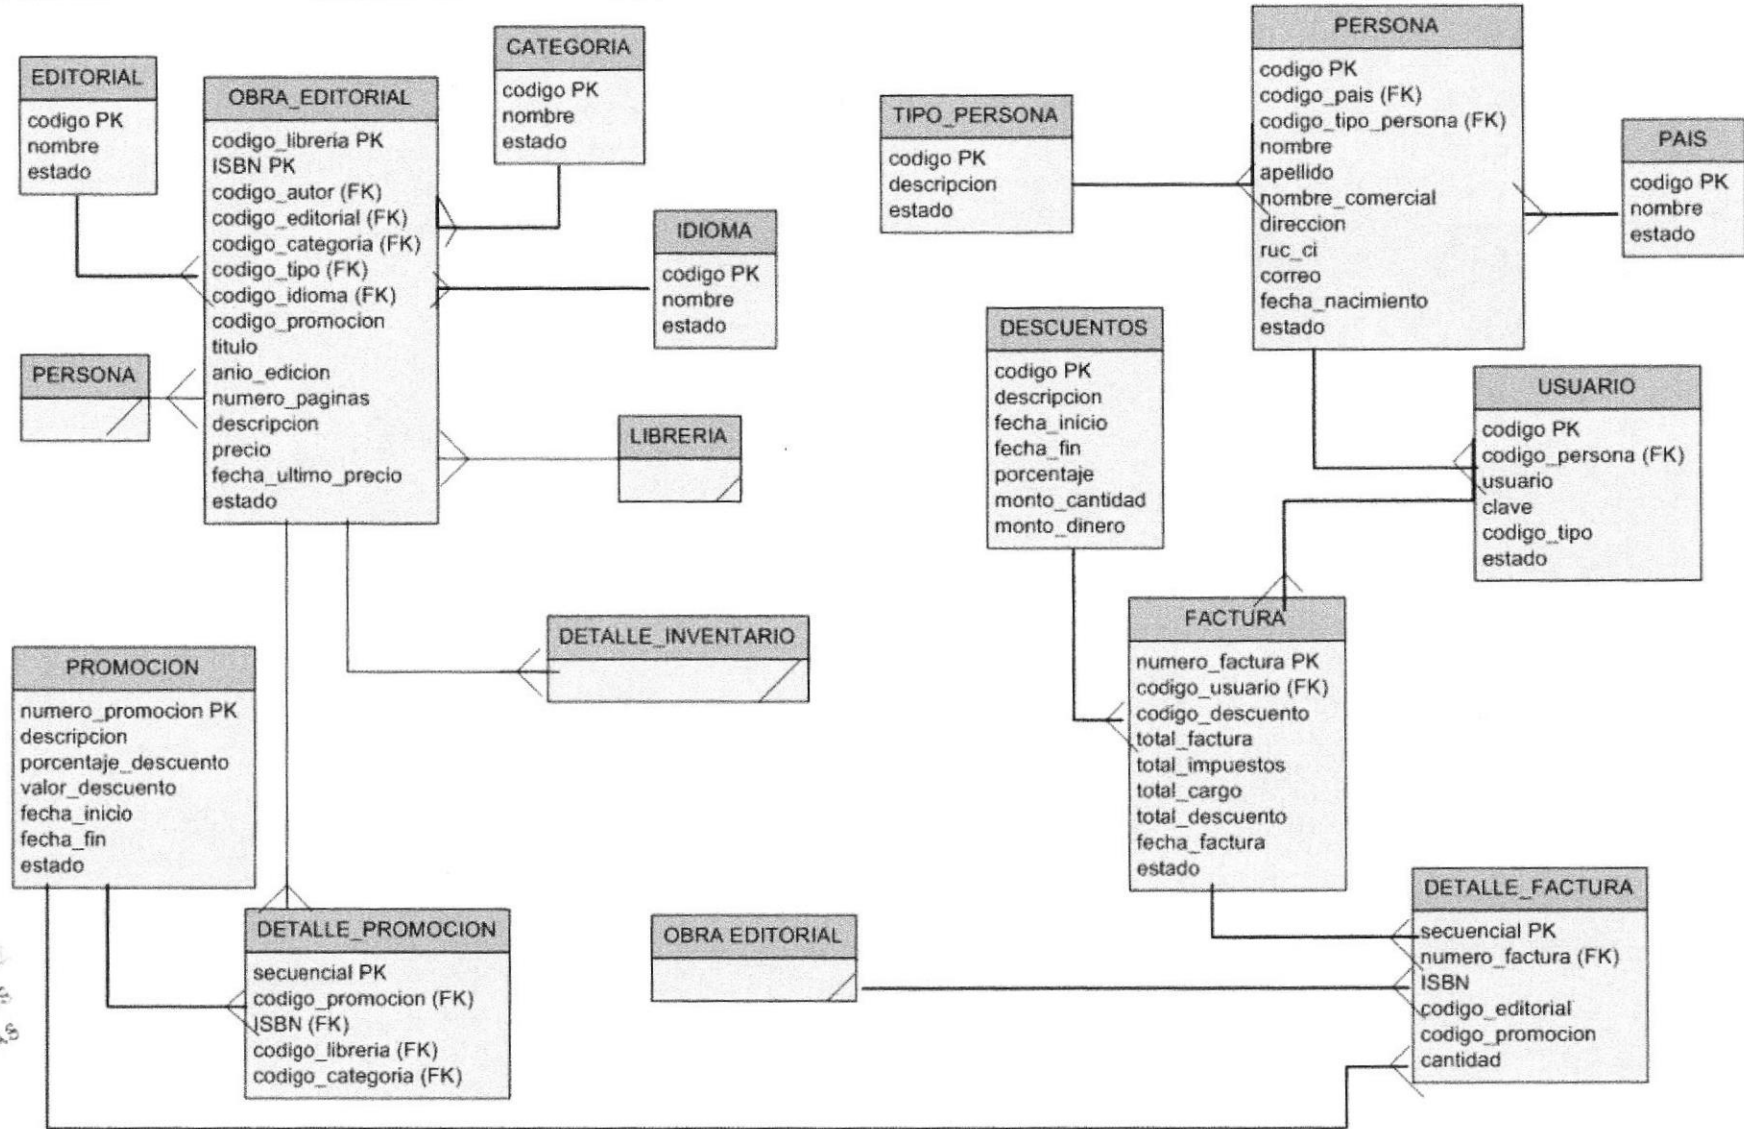 EDITORIAL
codigo PK
nombre
estado
OBRA_EDITORIAL
codigo_libreria PK
ISBN PK
codigo_autor (FK)
codigo_editorial (FK)
codigo_categoria (FK)
codigo_tipo (FK)
codigo_idioma (FK)
codigo_promocion
titulo
anio_edicion
numero_paginas
descripcion
precio
fecha_ultimo_precio
estado
CATEGORIA
codigo PK
nombre
estado
IDIOMA
codigo PK
nombre
estado
PERSONA
LIBRERIA
DETALLE_INVENTARIO
PROMOCION
numero_promocion PK
descripcion
porcentaje_descuento
valor_descuento
fecha_inicio
fecha_fin
estado
DETALLE_PROMOCION
secuencial PK
codigo_promocion (FK)
ISBN (FK)
codigo_libreria (FK)
codigo_categoria (FK)
OBRA EDITORIAL
TIPO_PERSONA
codigo PK
descripcion
estado
PERSONA
codigo PK
codigo_pais (FK)
codigo_tipo_persona (FK)
nombre
apellido
nombre_comercial
direccion
ruc_ci
correo
fecha_nacimiento
estado
PAIS
codigo PK
nombre
estado
DESCUENTOS
codigo PK
descripcion
fecha_inicio
fecha_fin
porcentaje
monto_cantidad
monto_dinero
USUARIO
codigo PK
codigo_persona (FK)
usuario
clave
codigo_tipo
estado
FACTURA
numero_factura PK
codigo_usuario (FK)
codigo_descuento
total_factura
total_impuestos
total_cargo
total_descuento
fecha_factura
estado
DETALLE_FACTURA
secuencial PK
numero_factura (FK)
ISBN
codigo_editorial
codigo_promocion
cantidad